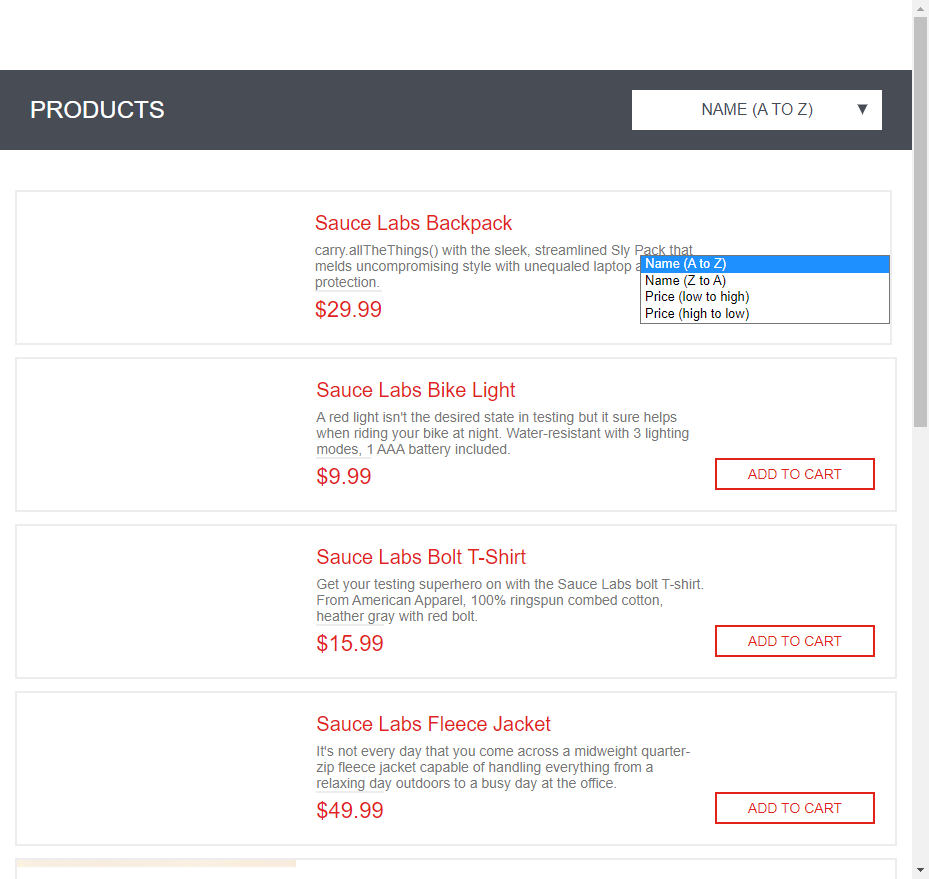 PRODUCTS
NAME (A TO Z)
▼
Sauce Labs Backpack
carry.allTheThings() with the sleek, streamlined Sly Pack that
melds uncompromising style with unequaled laptop a
protection.
$29.99
Name (A to Z)
Name (Z to A)
Price (low to high)
Price (high to low)
Sauce Labs Bike Light
A red light isn't the desired state in testing but it sure helps
when riding your bike at night. Water-resistant with 3 lighting
modes, 1 AAA battery included.
$9.99
ADD TO CART
Sauce Labs Bolt T-Shirt
Get your testing superhero on with the Sauce Labs bolt T-shirt.
From American Apparel, 100% ringspun combed cotton,
heather gray with red bolt.
$15.99
ADD TO CART
Sauce Labs Fleece Jacket
It's not every day that you come across a midweight quarter-
zip fleece jacket capable of handling everything from a
relaxing day outdoors to a busy day at the office.
$49.99
ADD TO CART